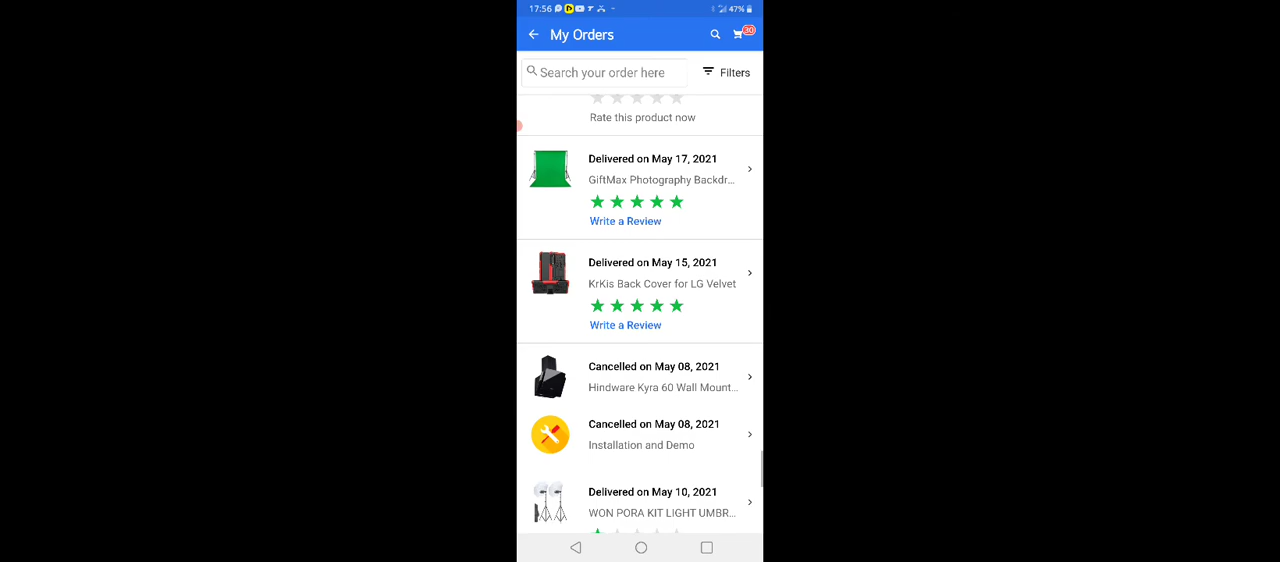 17:56 47%
My Orders 30
Search your order here Filters
Rate this product now
Delivered on May 17, 2021
GiftMax Photography Backdr...
Write a Review
Delivered on May 15, 2021
KrKis Back Cover for LG Velvet
Write a Review
Cancelled on May 08, 2021
Hindware Kyra 60 Wall Mount...
Cancelled on May 08, 2021
Installation and Demo
Delivered on May 10, 2021
WON PORA KIT LIGHT UMBR...